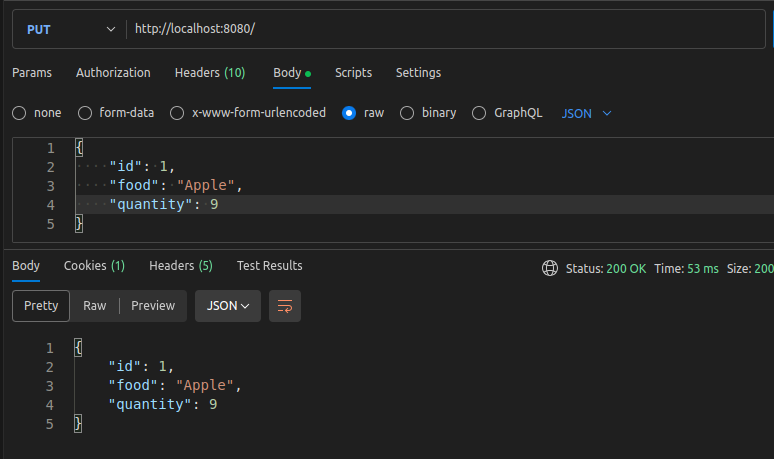 PUT http://localhost:8080/
Params Authorization Headers (10) Body Scripts Settings
none form-data x-www-form-urlencoded raw binary GraphQL JSON
1 {
2 "id": 1,
3 "food": "Apple",
4 "quantity": 9
5 }
Body Cookies (1) Headers (5) Test Results Status: 200 OK Time: 53 ms Size: 200
Pretty Raw Preview JSON
1 {
2 "id": 1,
3 "food": "Apple",
4 "quantity": 9
5 }